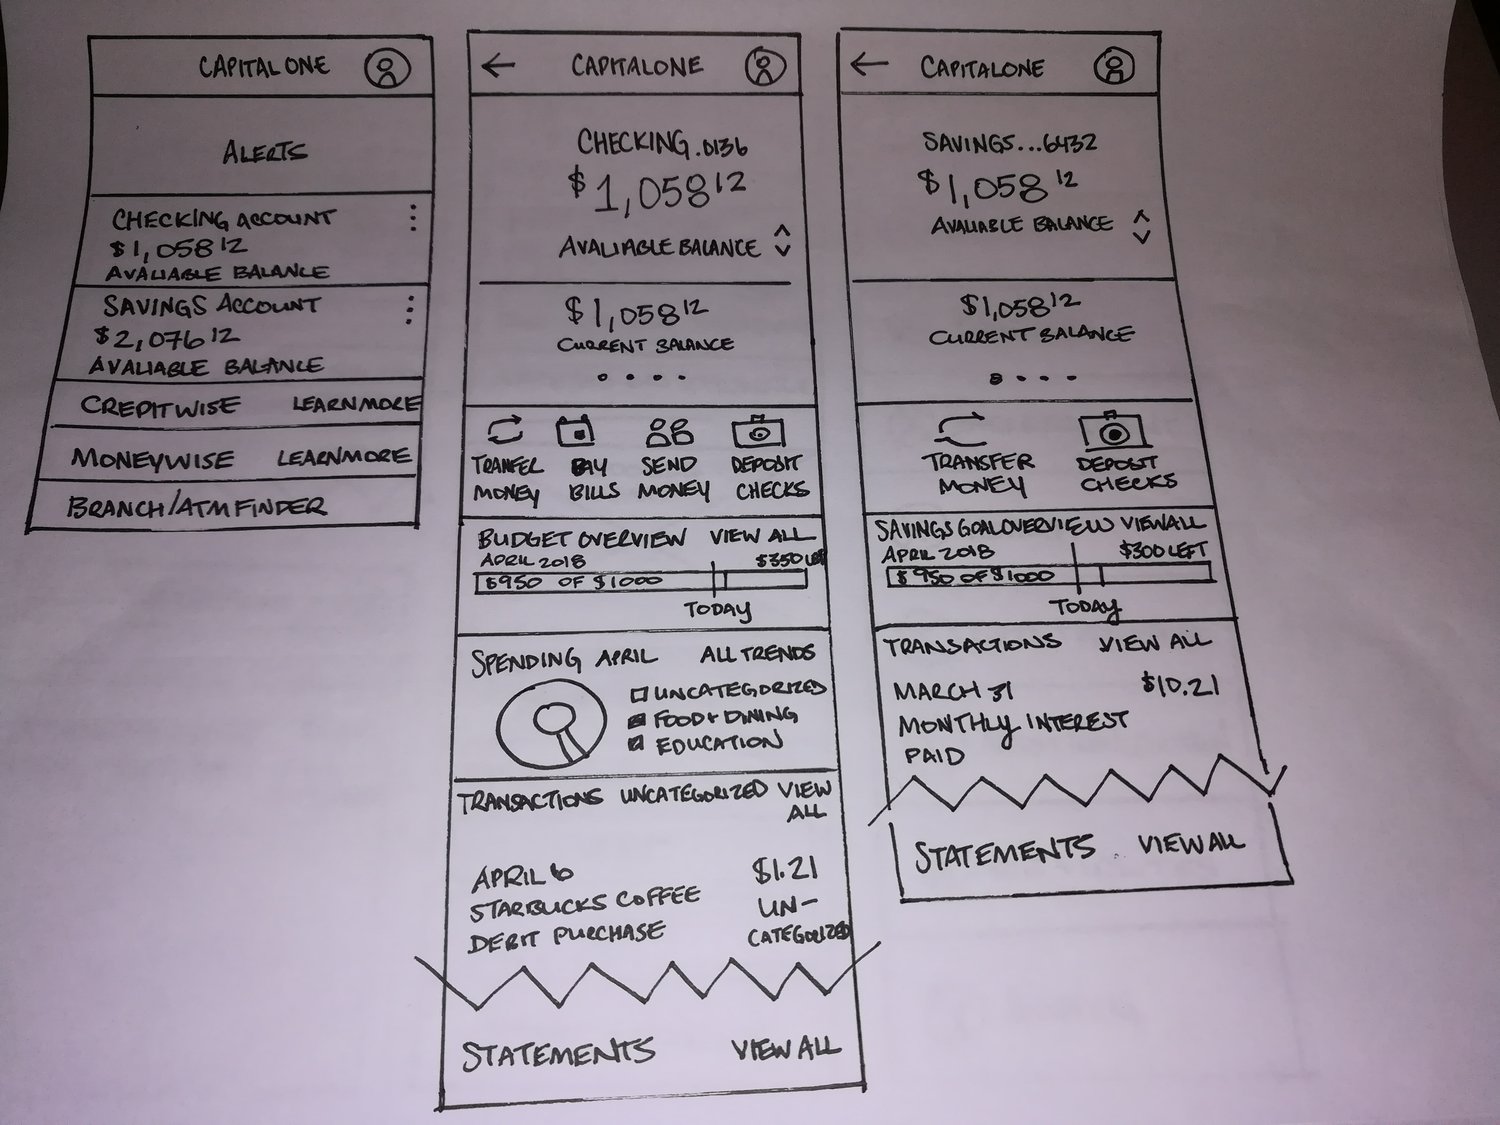 CAPITAL ONE
ALERTS
CHECKING ACCOUNT
$1,058 12
AVALIABLE BALANCE
SAVINGS ACCOUNT
$2,076 12
AVALIABLE BALANCE
CREPITWISE LEARNMORE
MONEYWISE LEARNMORE
BRANCH/ATM FINDER
CAPITALONE
CHECKING.0136
$1,058 12
AVALIABLE BALANCE
$1,058 12
CURRENT BALANCE
TRANFEL PAY SEND DEPOSIT
MONEY BILLS MONEY CHECKS
BUDGET OVERVIEW VIEW ALL
APRIL 2018 $350 LEFT
$950 OF $1000
TODAY
SPENDING APRIL ALL TRENDS
UNCATEGORIZED
FOOD+DINING
EDUCATION
TRANSACTIONS UNCATEGORIZED VIEW
ALL
APRIL 6 $1.21
STARBUCKS COFFEE UN-
DEBIT PURCHASE CATEGORIZED
STATEMENTS VIEW ALL
CAPITALONE
SAVINGS...6432
$1,058 12
AVALIABLE BALANCE
$1,058 12
CURRENT BALANCE
TRANSFER DEPOSIT
MONEY CHECKS
SAVINGS GOAL OVERVIEW VIEW ALL
APRIL 2018 $300 LEFT
$950 OF $1000
TODAY
TRANSACTIONS VIEW ALL
MARCH 31 $10.21
MONTHLY INTEREST
PAID
STATEMENTS VIEW ALL